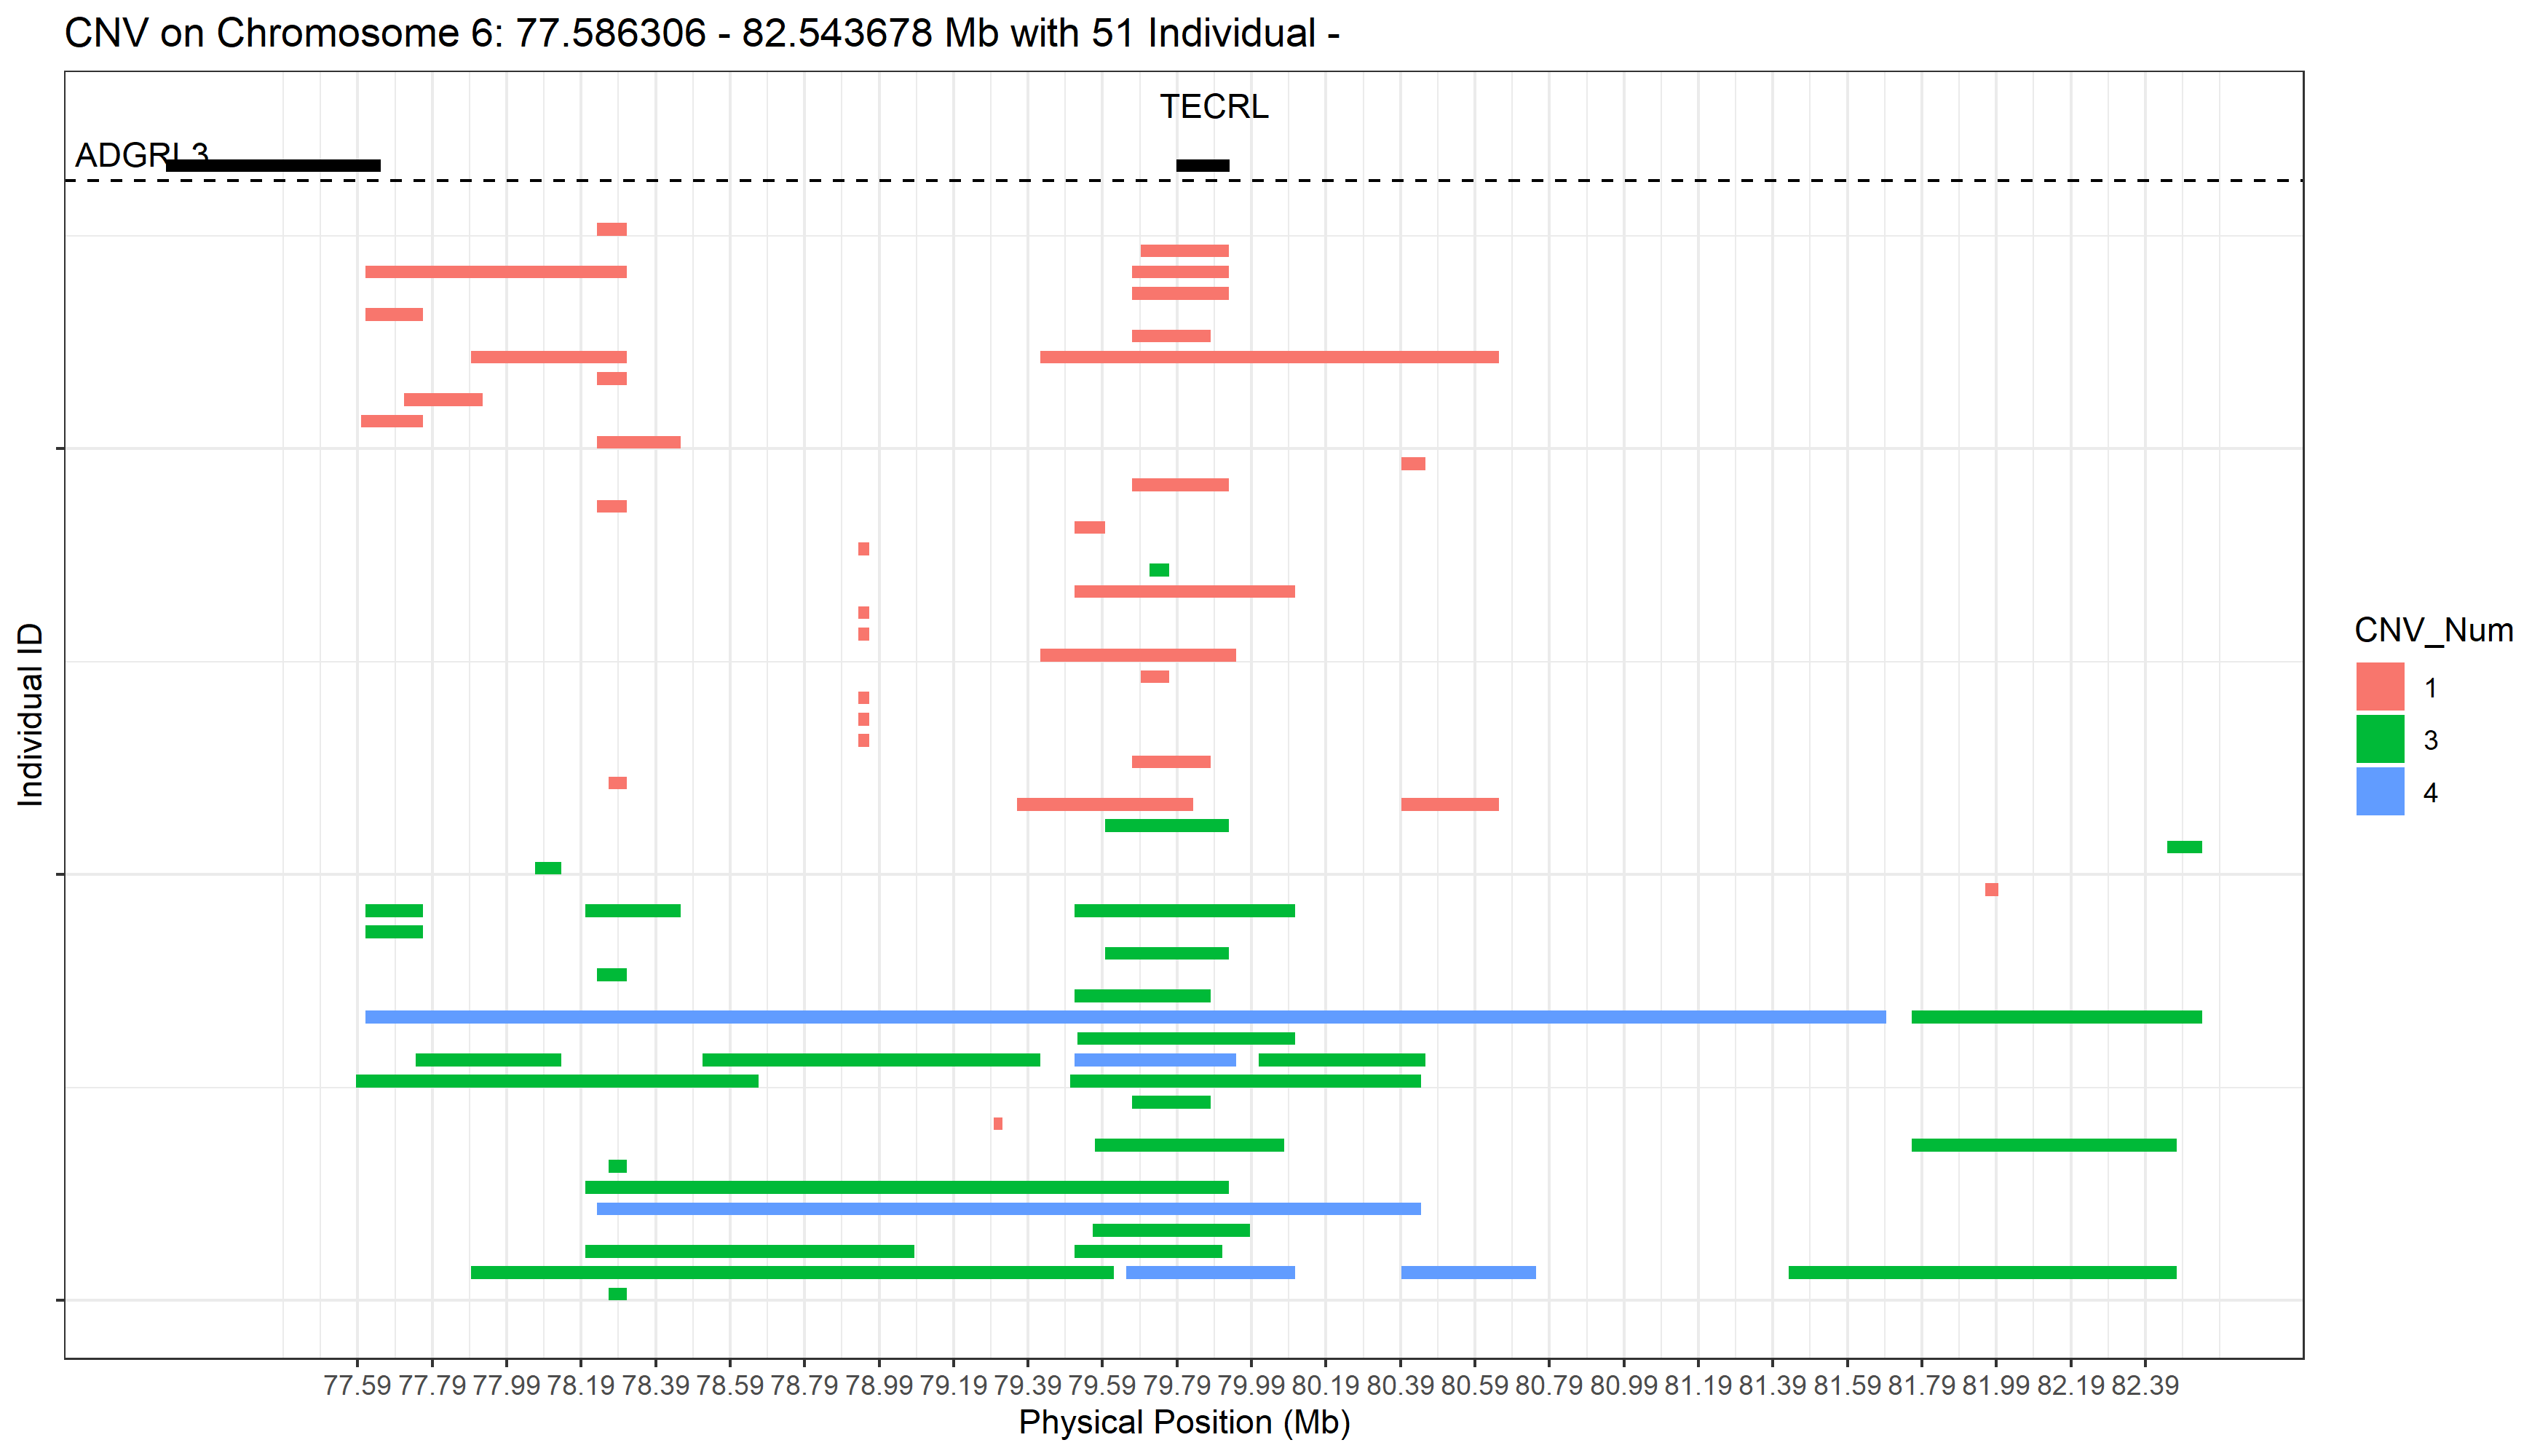 CNV on Chromosome 6: 77.586306 - 82.543678 Mb with 51 Individual -
TECRL
ADGRL3
Individual ID
CNV_Num
1
3
4
77.59 77.79 77.99 78.19 78.39 78.59 78.79 78.99 79.19 79.39 79.59 79.79 79.99 80.19 80.39 80.59 80.79 80.99 81.19 81.39 81.59 81.79 81.99 82.19 82.39
Physical Position (Mb)